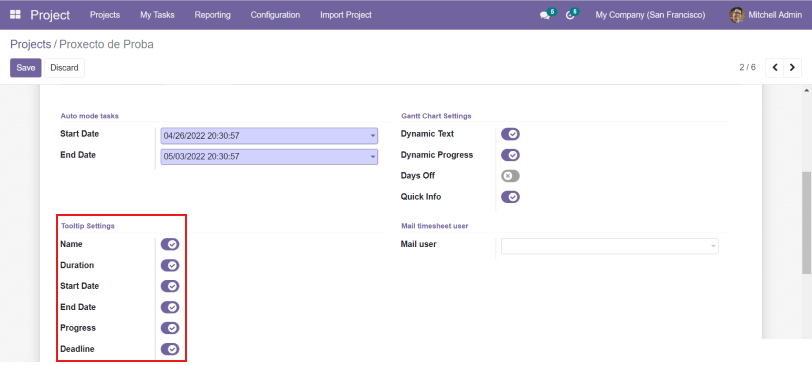 Project Projects My Tasks Reporting Configuration Import Project 5 6 My Company (San Francisco) Mitchell Admin
Projects / Proxecto de Proba
Save Discard 2 / 6
Auto mode tasks
Start Date 04/26/2022 20:30:57
End Date 05/03/2022 20:30:57
Gantt Chart Settings
Dynamic Text
Dynamic Progress
Days Off
Quick Info
Tooltip Settings
Name
Duration
Start Date
End Date
Progress
Deadline
Mail timesheet user
Mail user